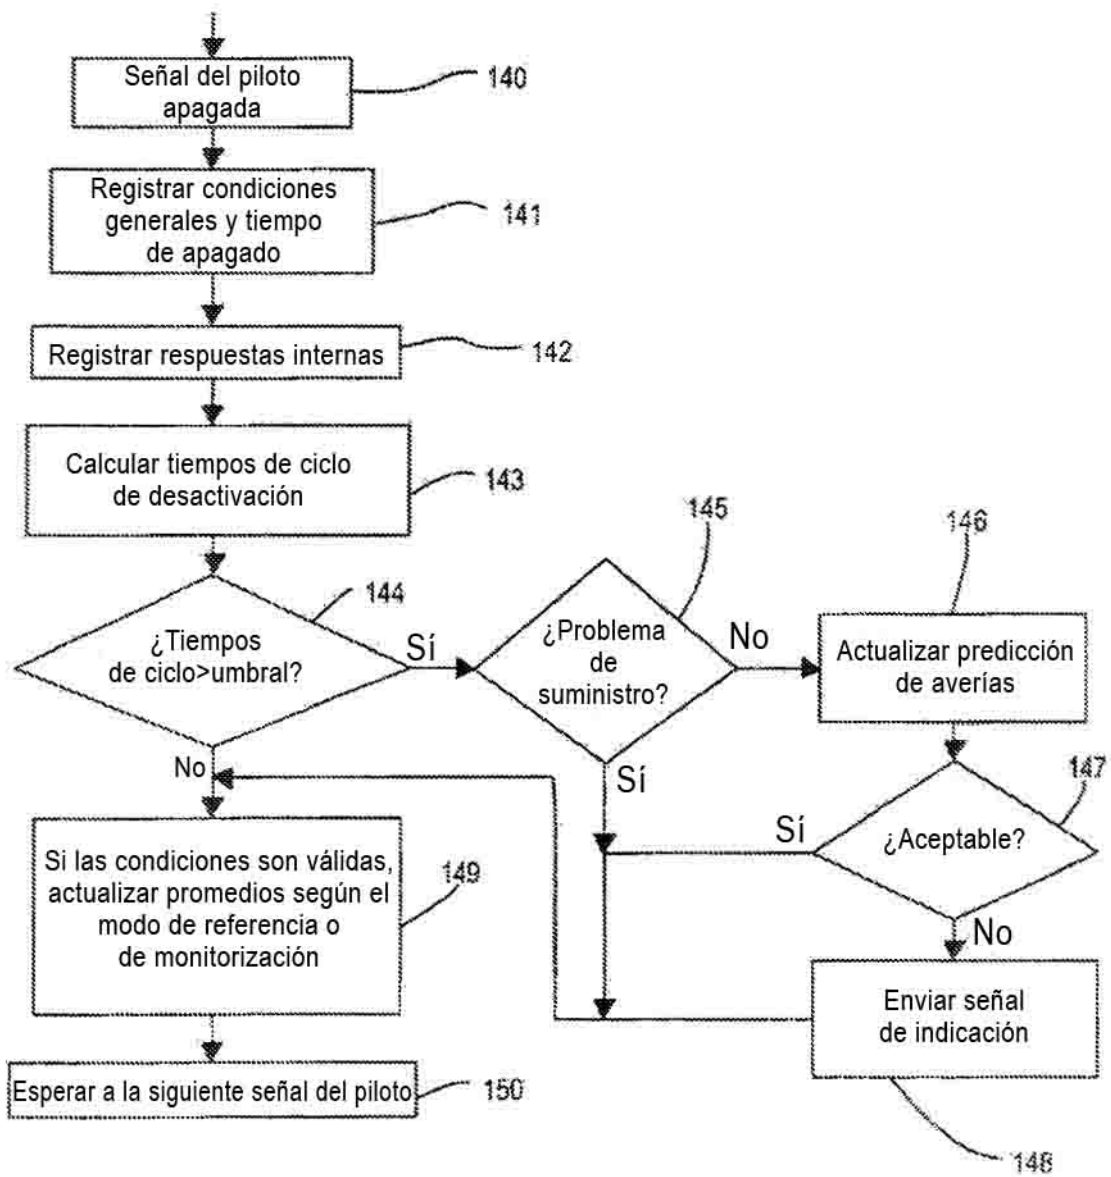 Señal del piloto
apagada
140
Registrar condiciones
generales y tiempo
de apagado
141
Registrar respuestas internas
142
Calcular tiempos de ciclo
de desactivación
143
¿Tiempos
de ciclo>umbral?
144
Sí
No
¿Problema
de
suministro?
145
No
Sí
Actualizar predicción
de averías
146
¿Aceptable?
147
Sí
No
Enviar señal
de indicación
148
Si las condiciones son válidas,
actualizar promedios según el
modo de referencia o
de monitorización
149
Esperar a la siguiente señal del piloto
150